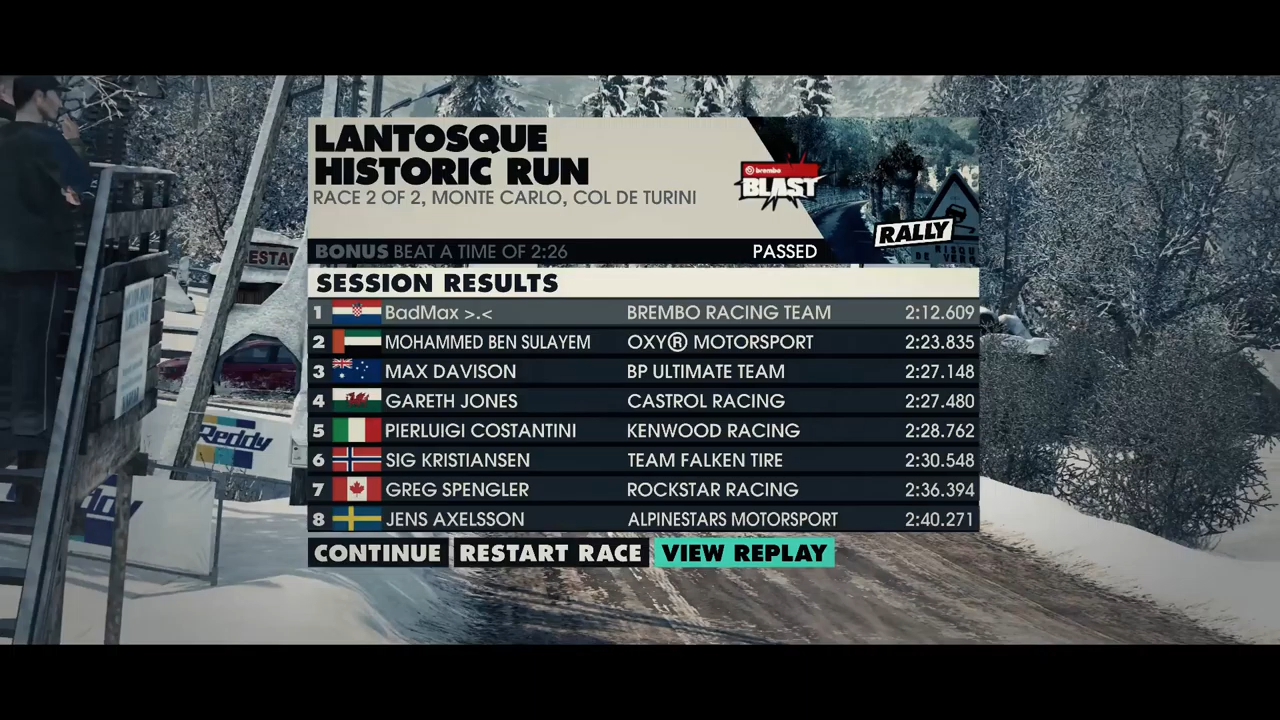 LANTOSQUE
HISTORIC RUN
RACE 2 OF 2, MONTE CARLO, COL DE TURINI
brembo
BLAST
RALLY
BONUS BEAT A TIME OF 2:26 PASSED
SESSION RESULTS
1 BadMax >.< BREMBO RACING TEAM 2:12.609
2 MOHAMMED BEN SULAYEM OXY® MOTORSPORT 2:23.835
3 MAX DAVISON BP ULTIMATE TEAM 2:27.148
4 GARETH JONES CASTROL RACING 2:27.480
5 PIERLUIGI COSTANTINI KENWOOD RACING 2:28.762
6 SIG KRISTIANSEN TEAM FALKEN TIRE 2:30.548
7 GREG SPENGLER ROCKSTAR RACING 2:36.394
8 JENS AXELSSON ALPINESTARS MOTORSPORT 2:40.271
CONTINUE RESTART RACE VIEW REPLAY
Reddy